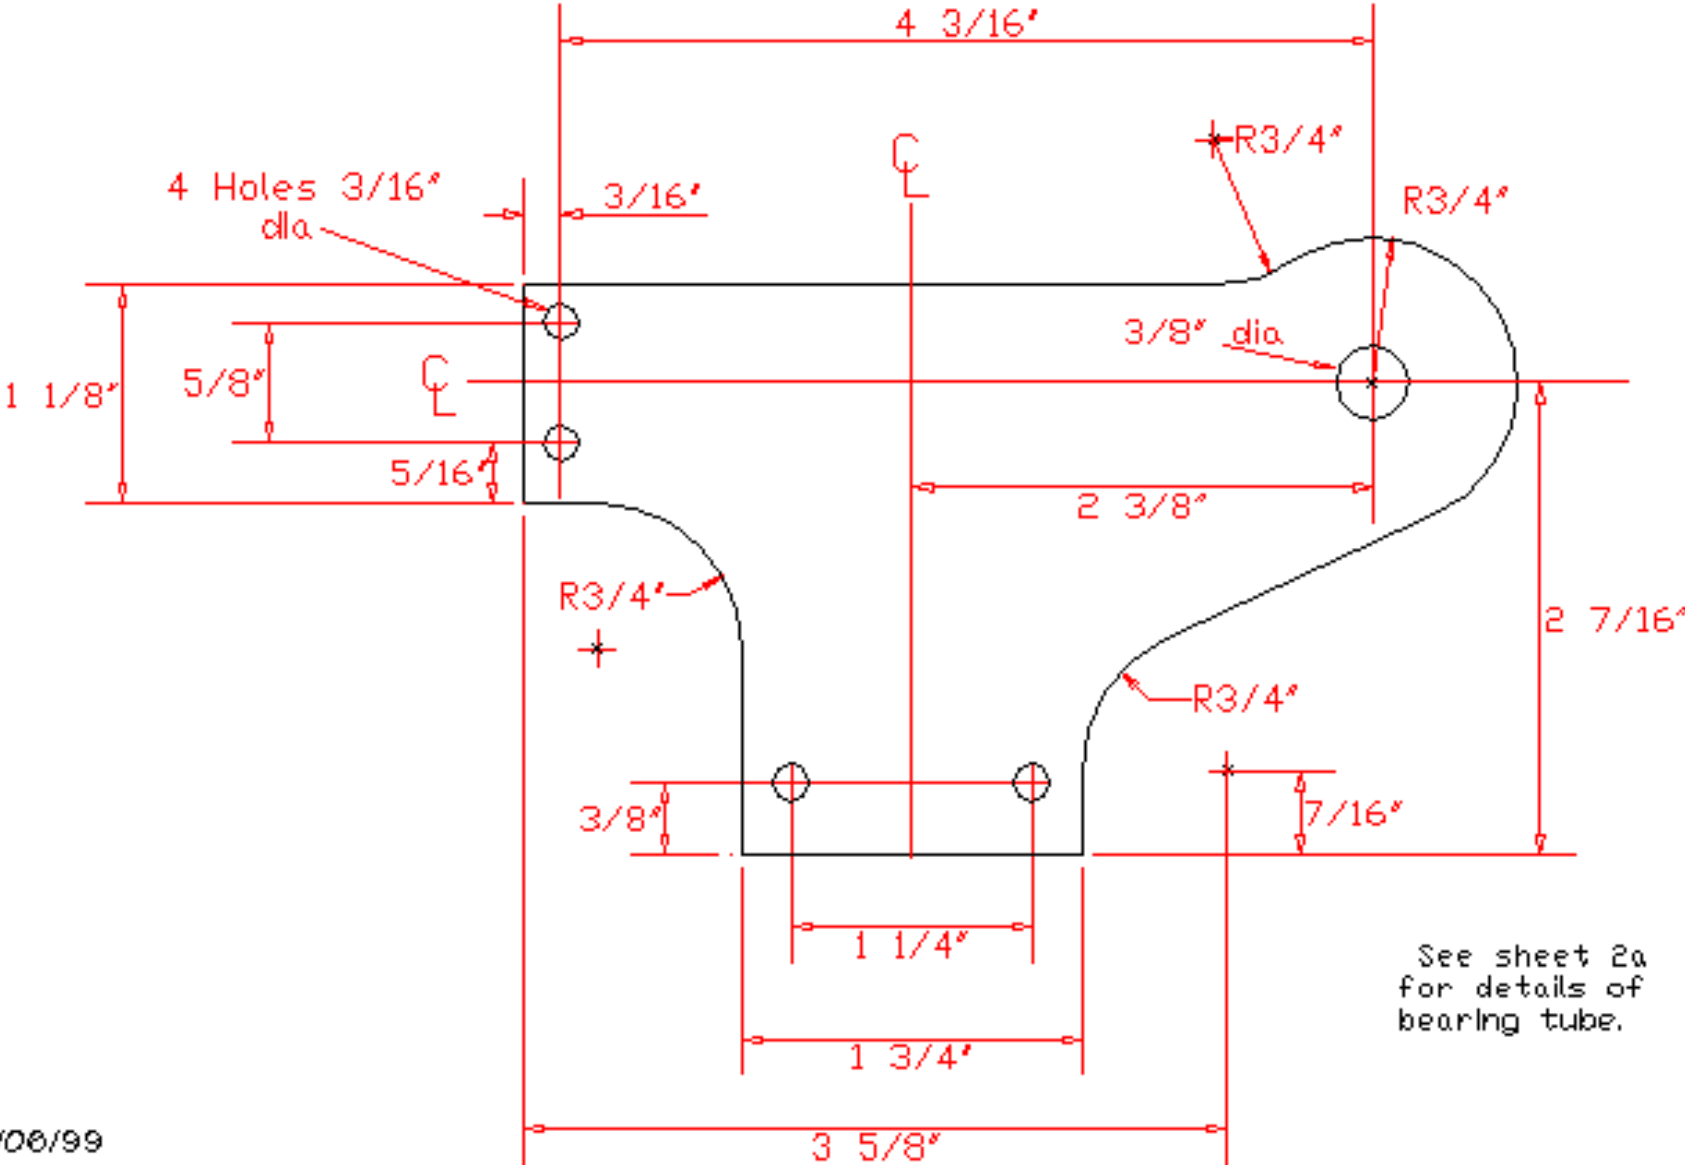 4 3/16"
R3/4"
4 Holes 3/16"
dia
3/16"
R3/4"
3/8" dia
1 1/8"
5/8"
5/16"
2 3/8"
R3/4"
2 7/16"
R3/4"
3/8"
7/16"
1 1/4"
See sheet 2a
for details of
bearing tube.
1 3/4"
/06/99
3 5/8"